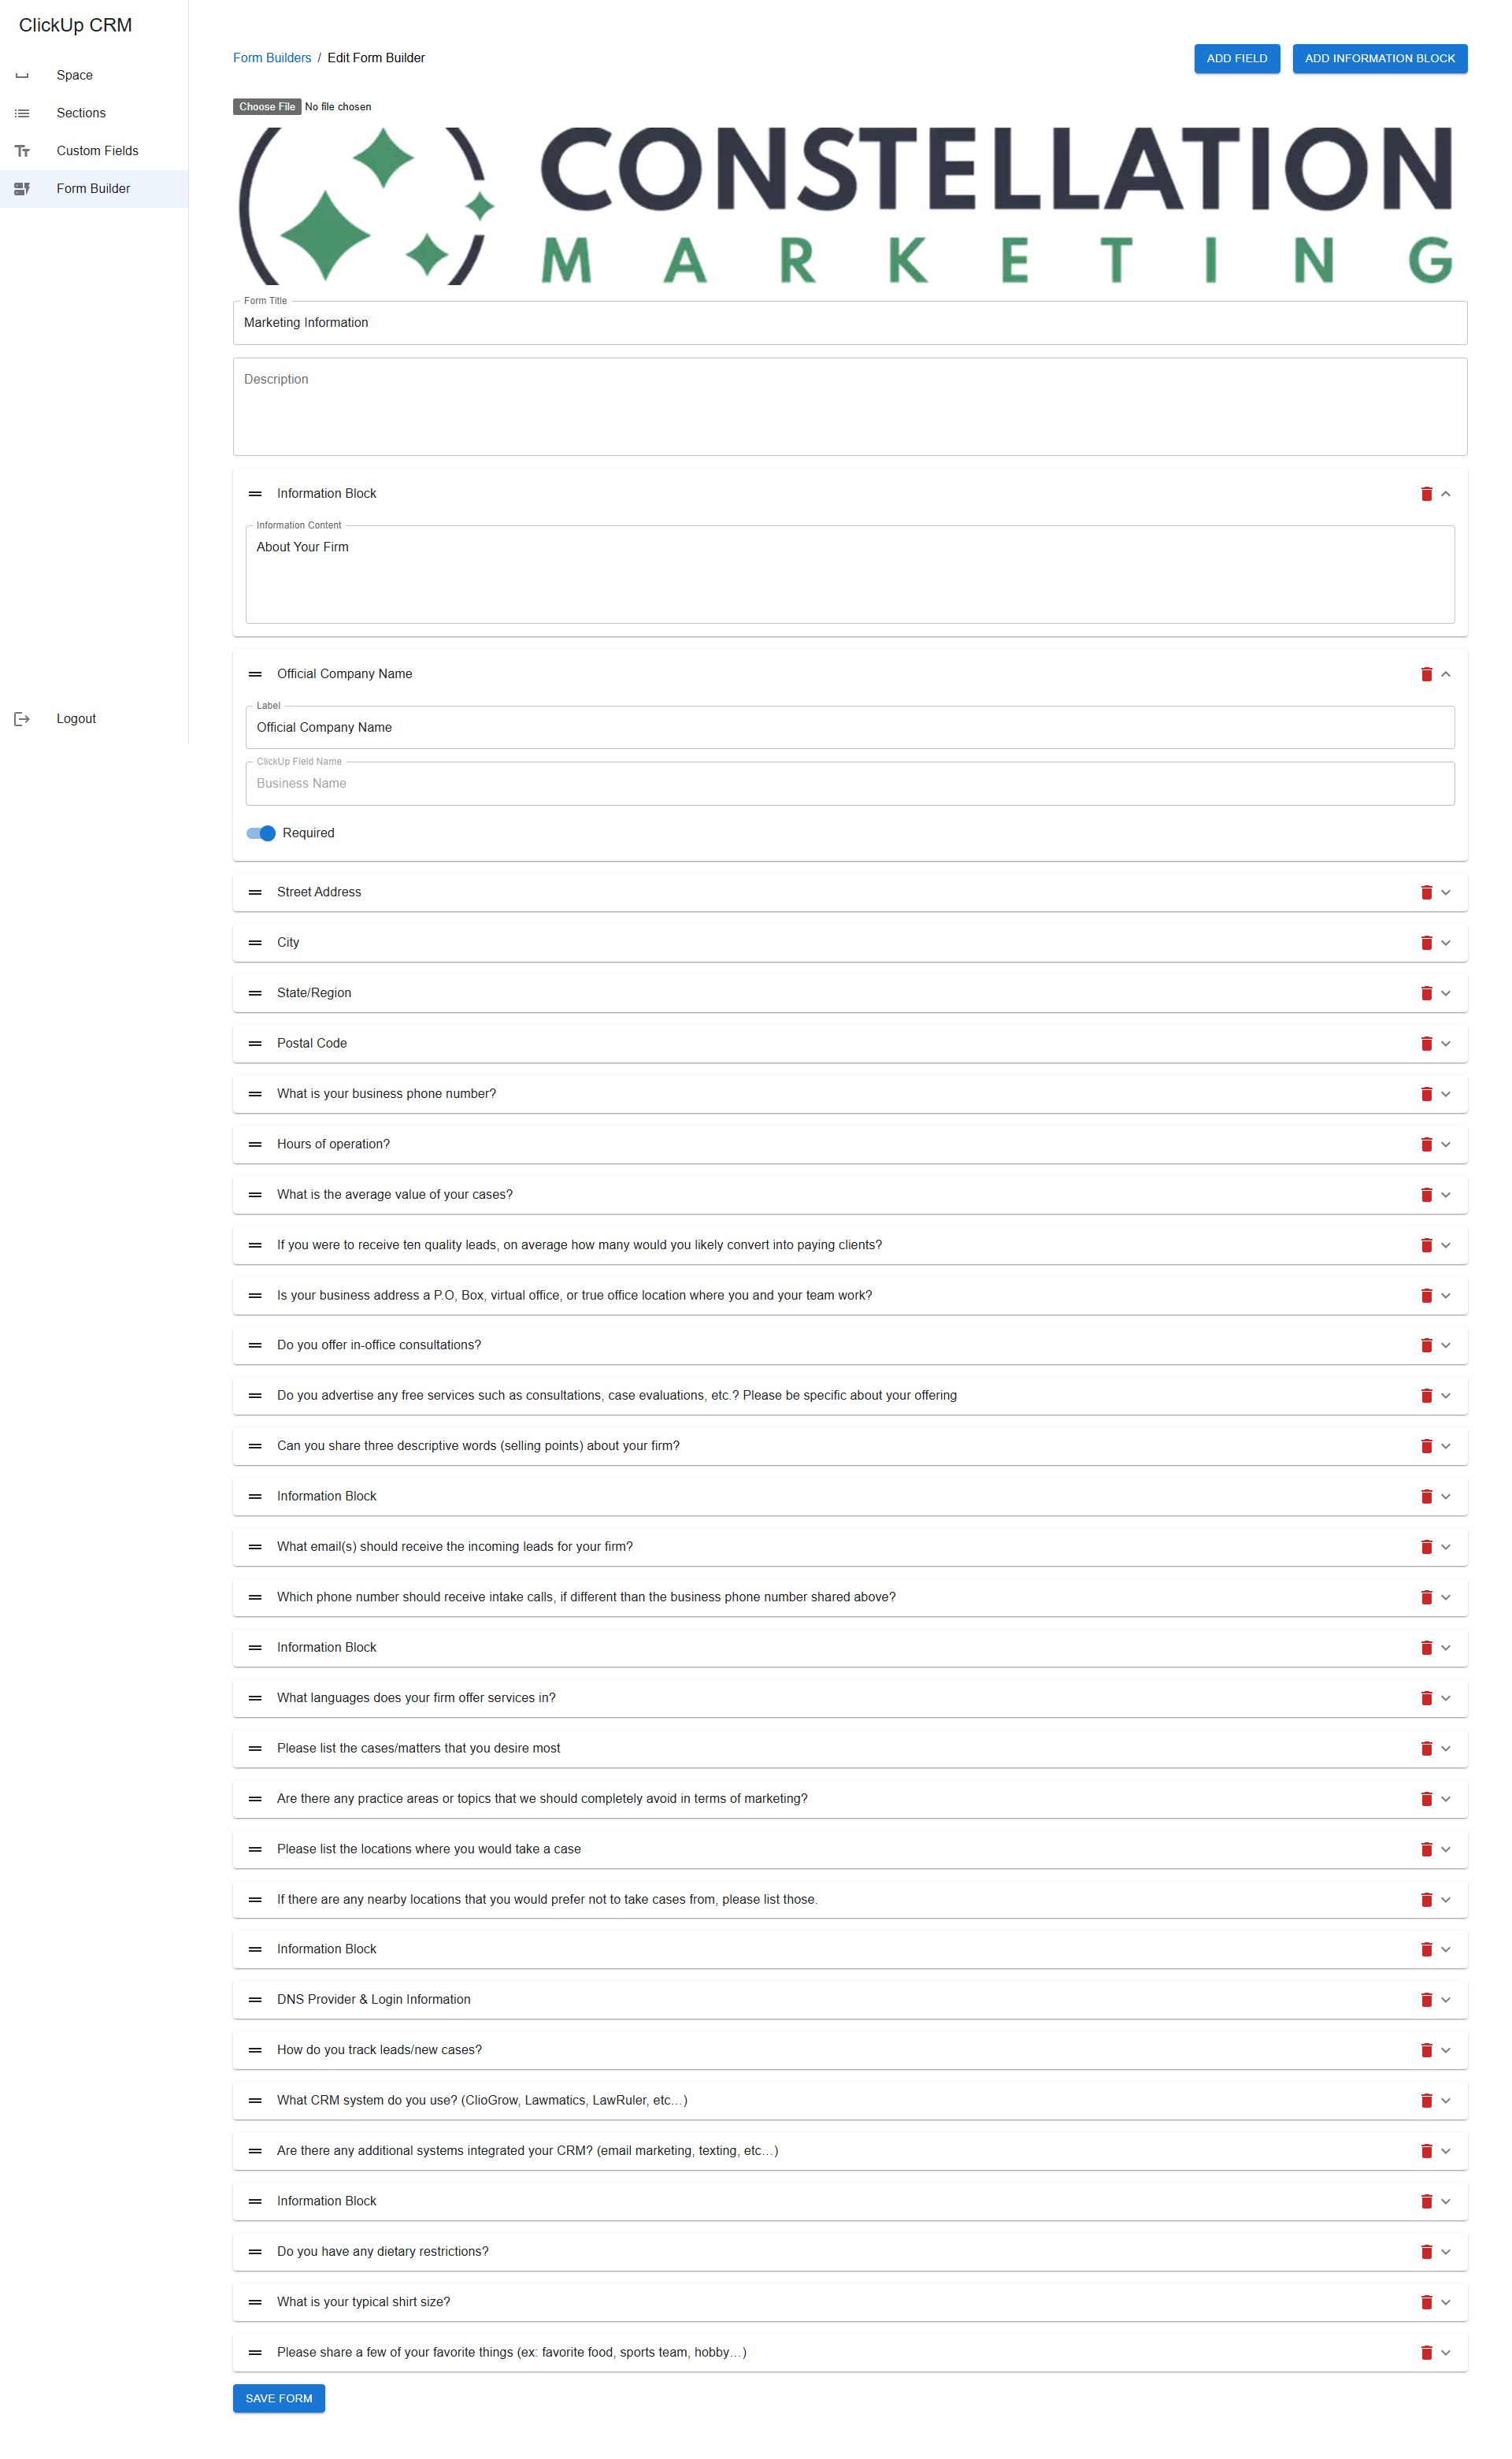 ClickUp CRM
Space
Sections
Custom Fields
Form Builder
Logout
Form Builders / Edit Form Builder
ADD FIELD
ADD INFORMATION BLOCK
Choose File No file chosen
CONSTELLATION
MARKETING
Form Title
Marketing Information
Description
Information Block
Information Content
About Your Firm
Official Company Name
Label
Official Company Name
ClickUp Field Name
Business Name
Required
Street Address
City
State/Region
Postal Code
What is your business phone number?
Hours of operation?
What is the average value of your cases?
If you were to receive ten quality leads, on average how many would you likely convert into paying clients?
Is your business address a P.O, Box, virtual office, or true office location where you and your team work?
Do you offer in-office consultations?
Do you advertise any free services such as consultations, case evaluations, etc.? Please be specific about your offering
Can you share three descriptive words (selling points) about your firm?
Information Block
What email(s) should receive the incoming leads for your firm?
Which phone number should receive intake calls, if different than the business phone number shared above?
Information Block
What languages does your firm offer services in?
Please list the cases/matters that you desire most
Are there any practice areas or topics that we should completely avoid in terms of marketing?
Please list the locations where you would take a case
If there are any nearby locations that you would prefer not to take cases from, please list those.
Information Block
DNS Provider & Login Information
How do you track leads/new cases?
What CRM system do you use? (ClioGrow, Lawmatics, LawRuler, etc…)
Are there any additional systems integrated your CRM? (email marketing, texting, etc…)
Information Block
Do you have any dietary restrictions?
What is your typical shirt size?
Please share a few of your favorite things (ex: favorite food, sports team, hobby…)
SAVE FORM